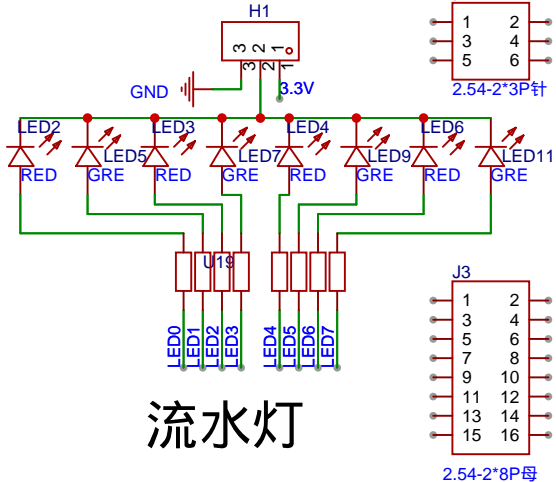 H1
3
2
1
3
2
1
GND
3.3V
1 2
3 4
5 6
2.54-2*3P针
LED2
LED3
LED4
LED6
LED5
LED7
LED9
LED11
RED
GRE
RED
GRE
RED
GRE
RED
GRE
U19
LED0
LED1
LED2
LED3
LED4
LED5
LED6
LED7
流水灯
J3
1 2
3 4
5 6
7 8
9 10
11 12
13 14
15 16
2.54-2*8P母